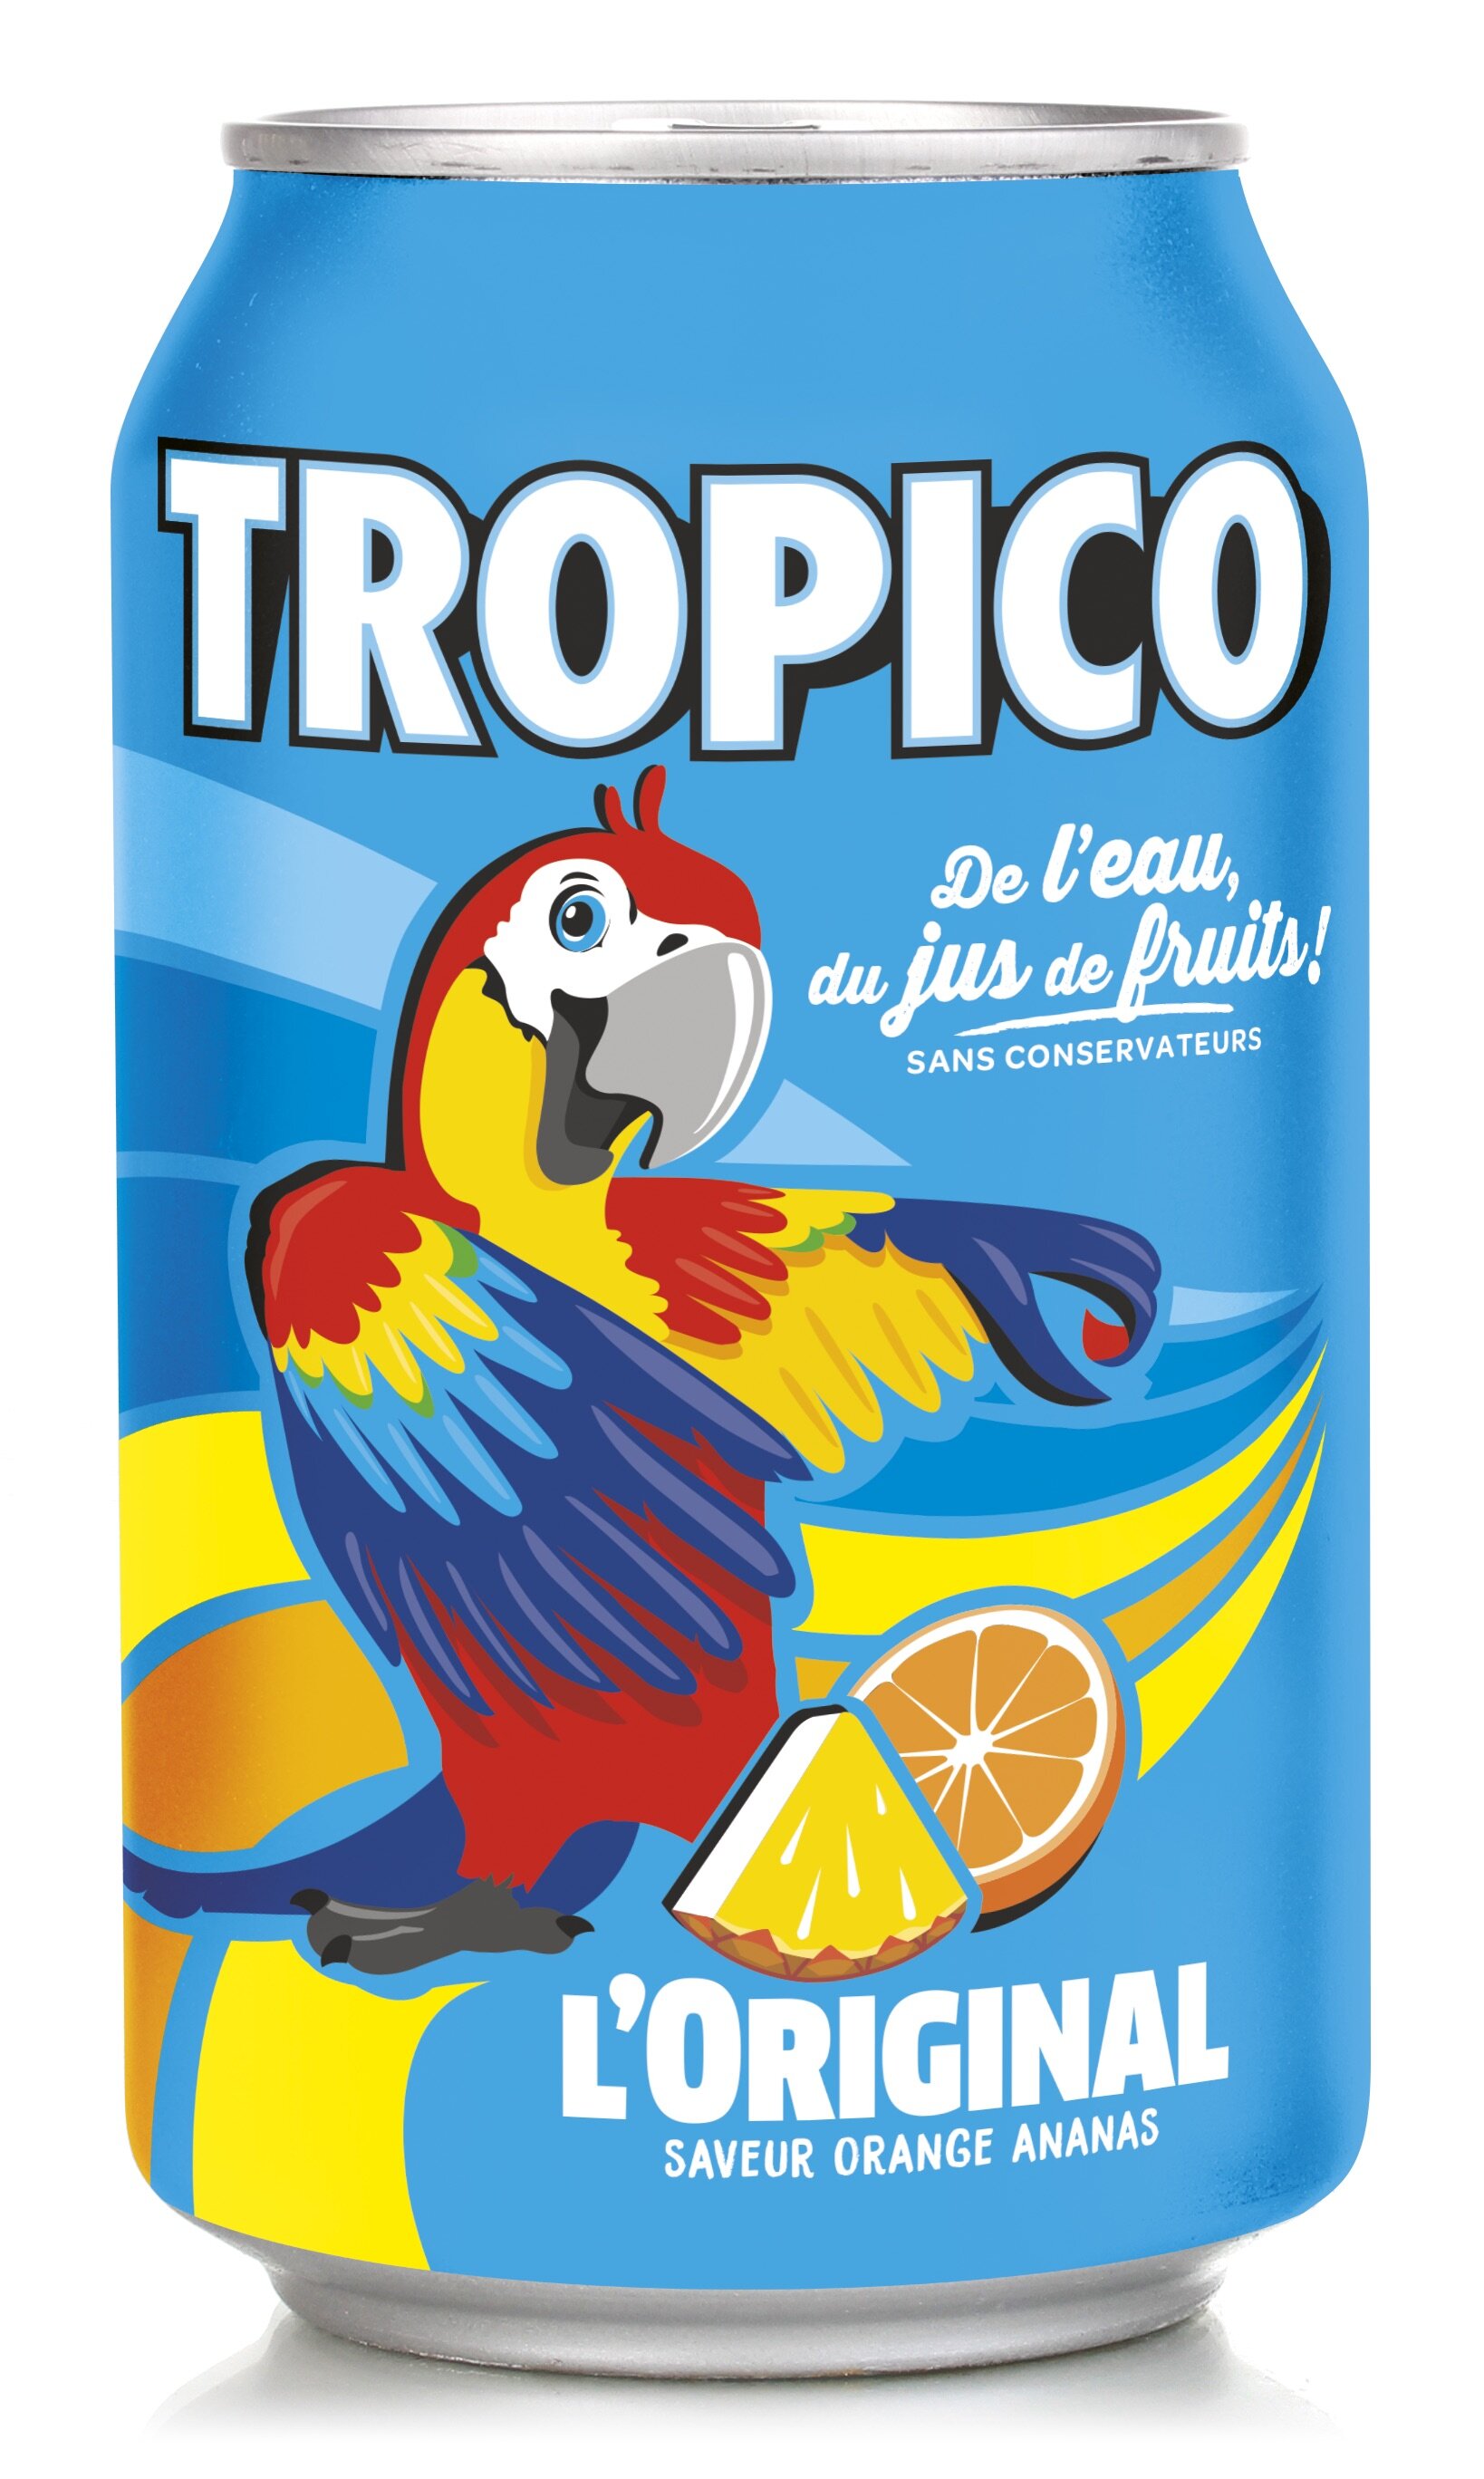 TROPICO
De l'eau,
du jus de fruits!
SANS CONSERVATEURS
L'ORIGINAL
SAVEUR ORANGE ANANAS